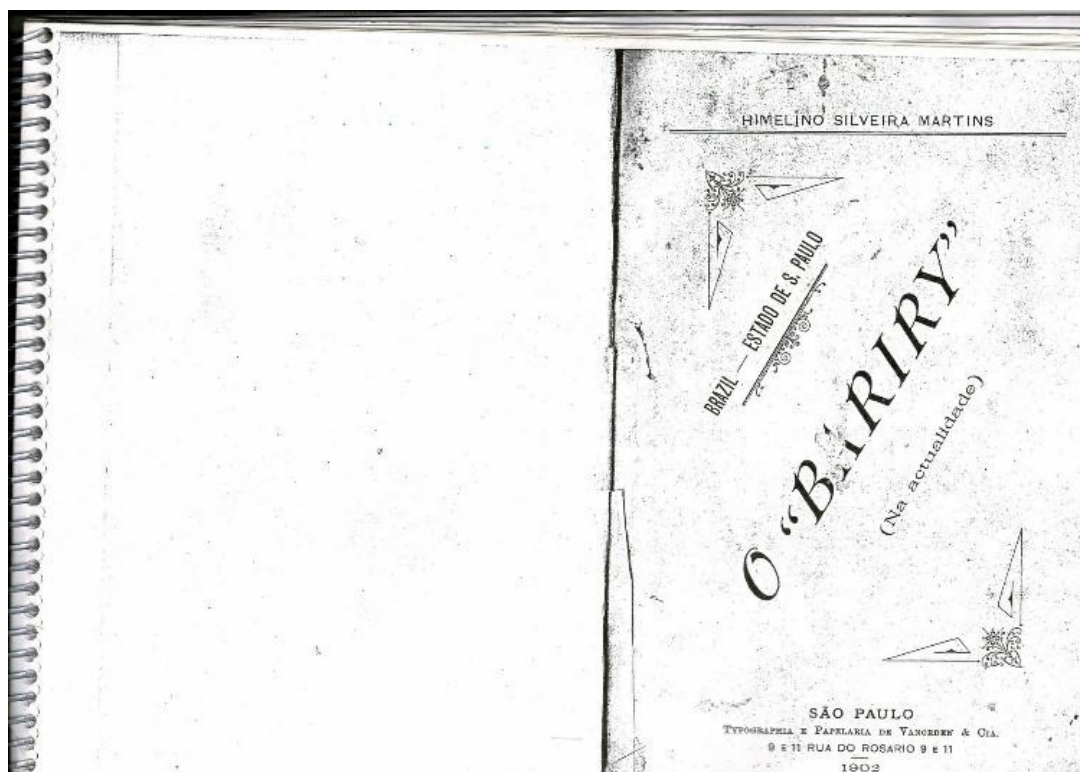 HIMELINO SILVEIRA MARTINS
BRAZIL — ESTADO DE S. PAULO
O “BARIRY”
(Na actualidade)
SÃO PAULO
TYPOGRAPHIA E PAPELARIA DE VANORDEN & CIA.
9 E 11 RUA DO ROSARIO 9 E 11
1902